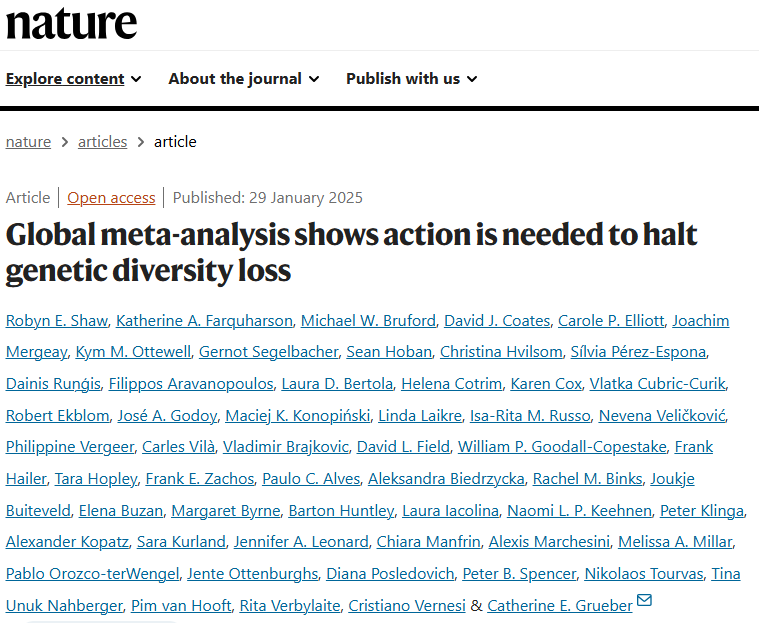 nature
Explore content About the journal Publish with us
nature > articles > article
Article | Open access | Published: 29 January 2025
Global meta-analysis shows action is needed to halt
genetic diversity loss
Robyn E. Shaw, Katherine A. Farquharson, Michael W. Bruford, David J. Coates, Carole P. Elliott, Joachim
Mergeay, Kym M. Ottewell, Gernot Segelbacher, Sean Hoban, Christina Hvilsom, Sílvia Pérez-Espona,
Dainis Ruņģis, Filippos Aravanopoulos, Laura D. Bertola, Helena Cotrim, Karen Cox, Vlatka Cubric-Curik,
Robert Ekblom, José A. Godoy, Maciej K. Konopiński, Linda Laikre, Isa-Rita M. Russo, Nevena Veličković,
Philippine Vergeer, Carles Vilà, Vladimir Brajkovic, David L. Field, William P. Goodall-Copestake, Frank
Hailer, Tara Hopley, Frank E. Zachos, Paulo C. Alves, Aleksandra Biedrzycka, Rachel M. Binks, Joukje
Buiteveld, Elena Buzan, Margaret Byrne, Barton Huntley, Laura Iacolina, Naomi L. P. Keehnen, Peter Klinga,
Alexander Kopatz, Sara Kurland, Jennifer A. Leonard, Chiara Manfrin, Alexis Marchesini, Melissa A. Millar,
Pablo Orozco-terWengel, Jente Ottenburghs, Diana Posledovich, Peter B. Spencer, Nikolaos Tourvas, Tina
Unuk Nahberger, Pim van Hooft, Rita Verbylaite, Cristiano Vernesi & Catherine E. Grueber